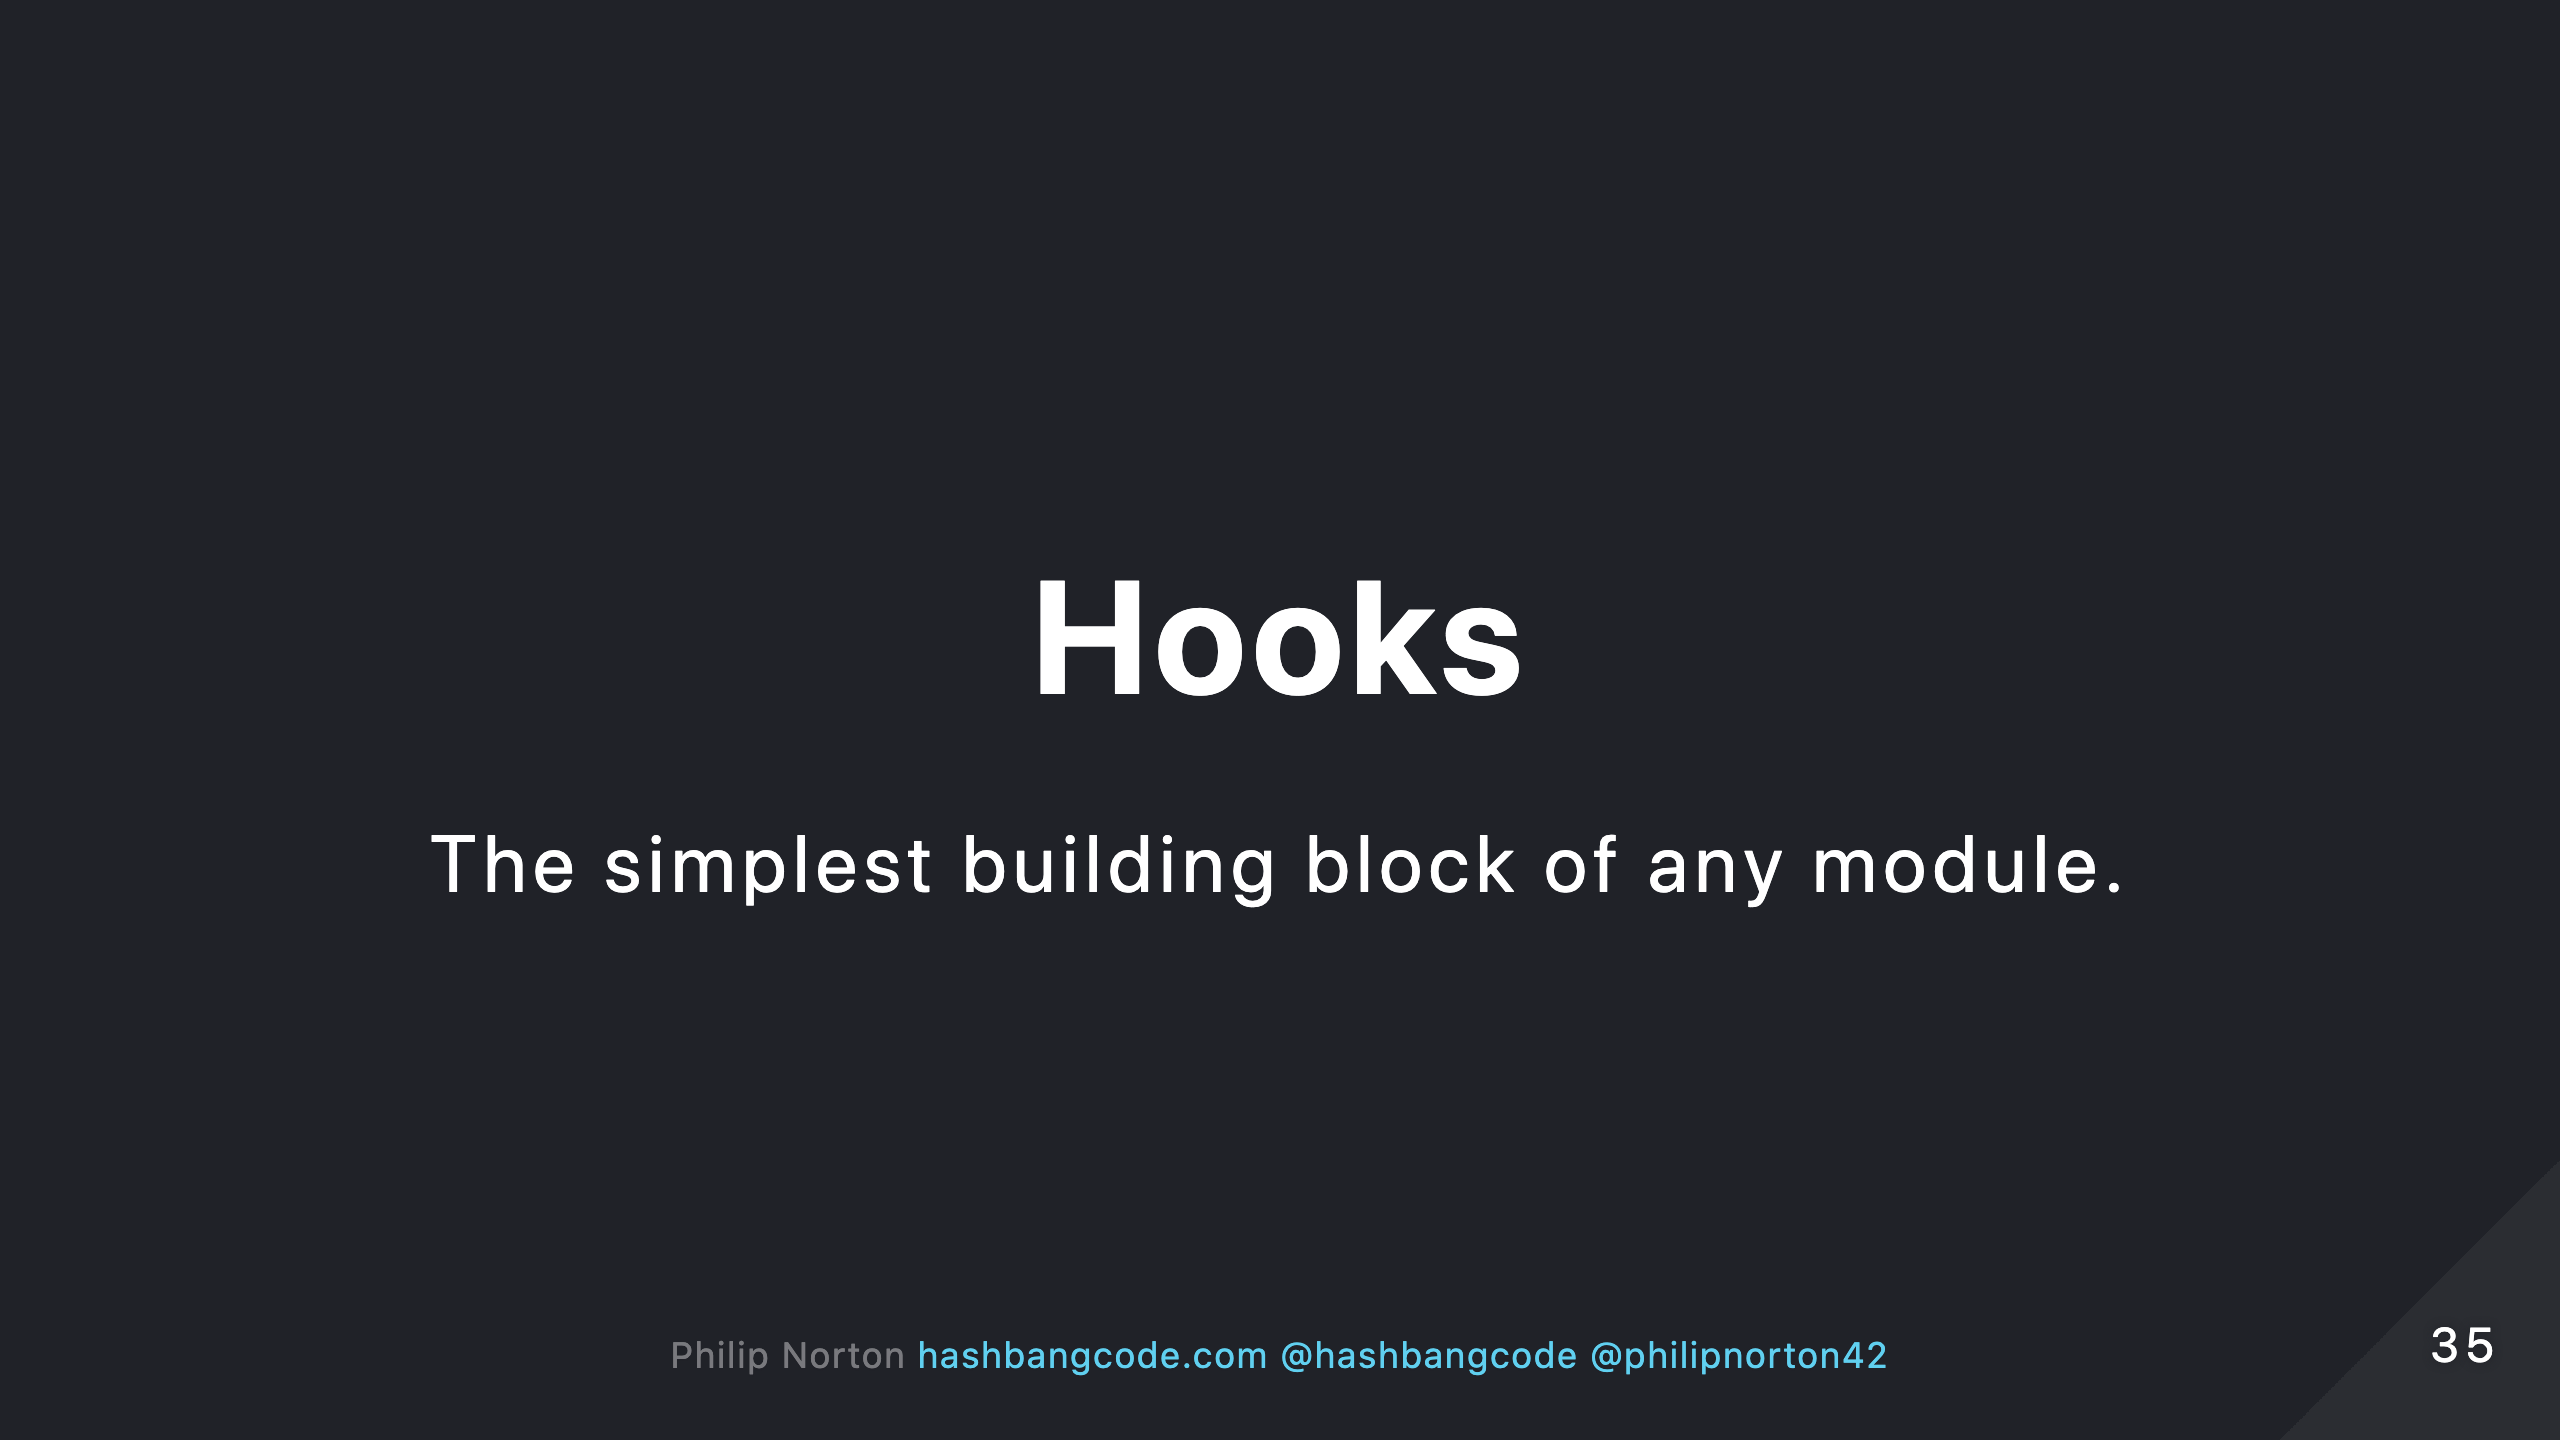 Hooks
The simplest building block of any module.
Philip Norton hashbangcode.com @hashbangcode @philipnorton42
35